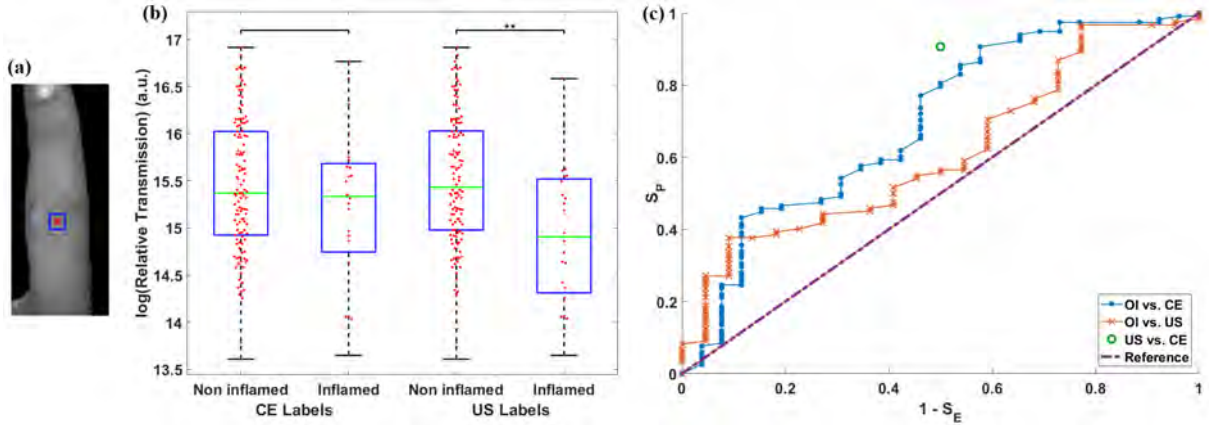 (a)
(b)
log(Relative Transmission) (a.u.)
17
16.5
16
15.5
15
14.5
14
13.5
**
Non inflamed Inflamed Non inflamed Inflamed
CE Labels US Labels
(c)
S_P
1
0.8
0.6
0.4
0.2
0
0 0.2 0.4 0.6 0.8 1
1 - S_E
OI vs. CE
OI vs. US
US vs. CE
Reference